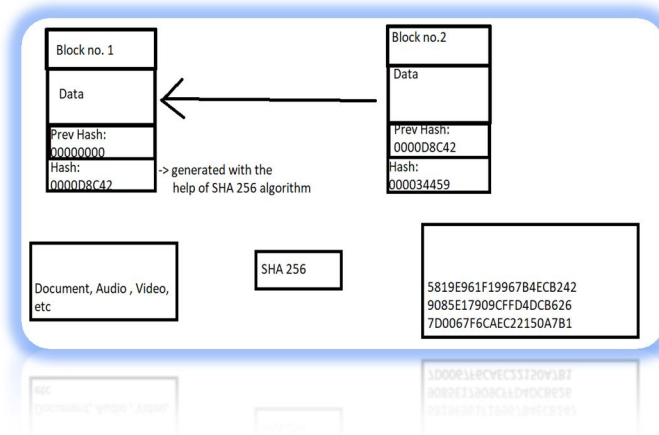 Block no. 1
Data
Prev Hash:
00000000
Hash:
0000D8C42
-> generated with the
help of SHA 256 algorithm
Block no.2
Data
Prev Hash:
0000D8C42
Hash:
000034459
Document, Audio , Video,
etc
SHA 256
5819E961F19967B4ECB242
9085E17909CFFD4DCB626
7D0067F6CAEC22150A7B1